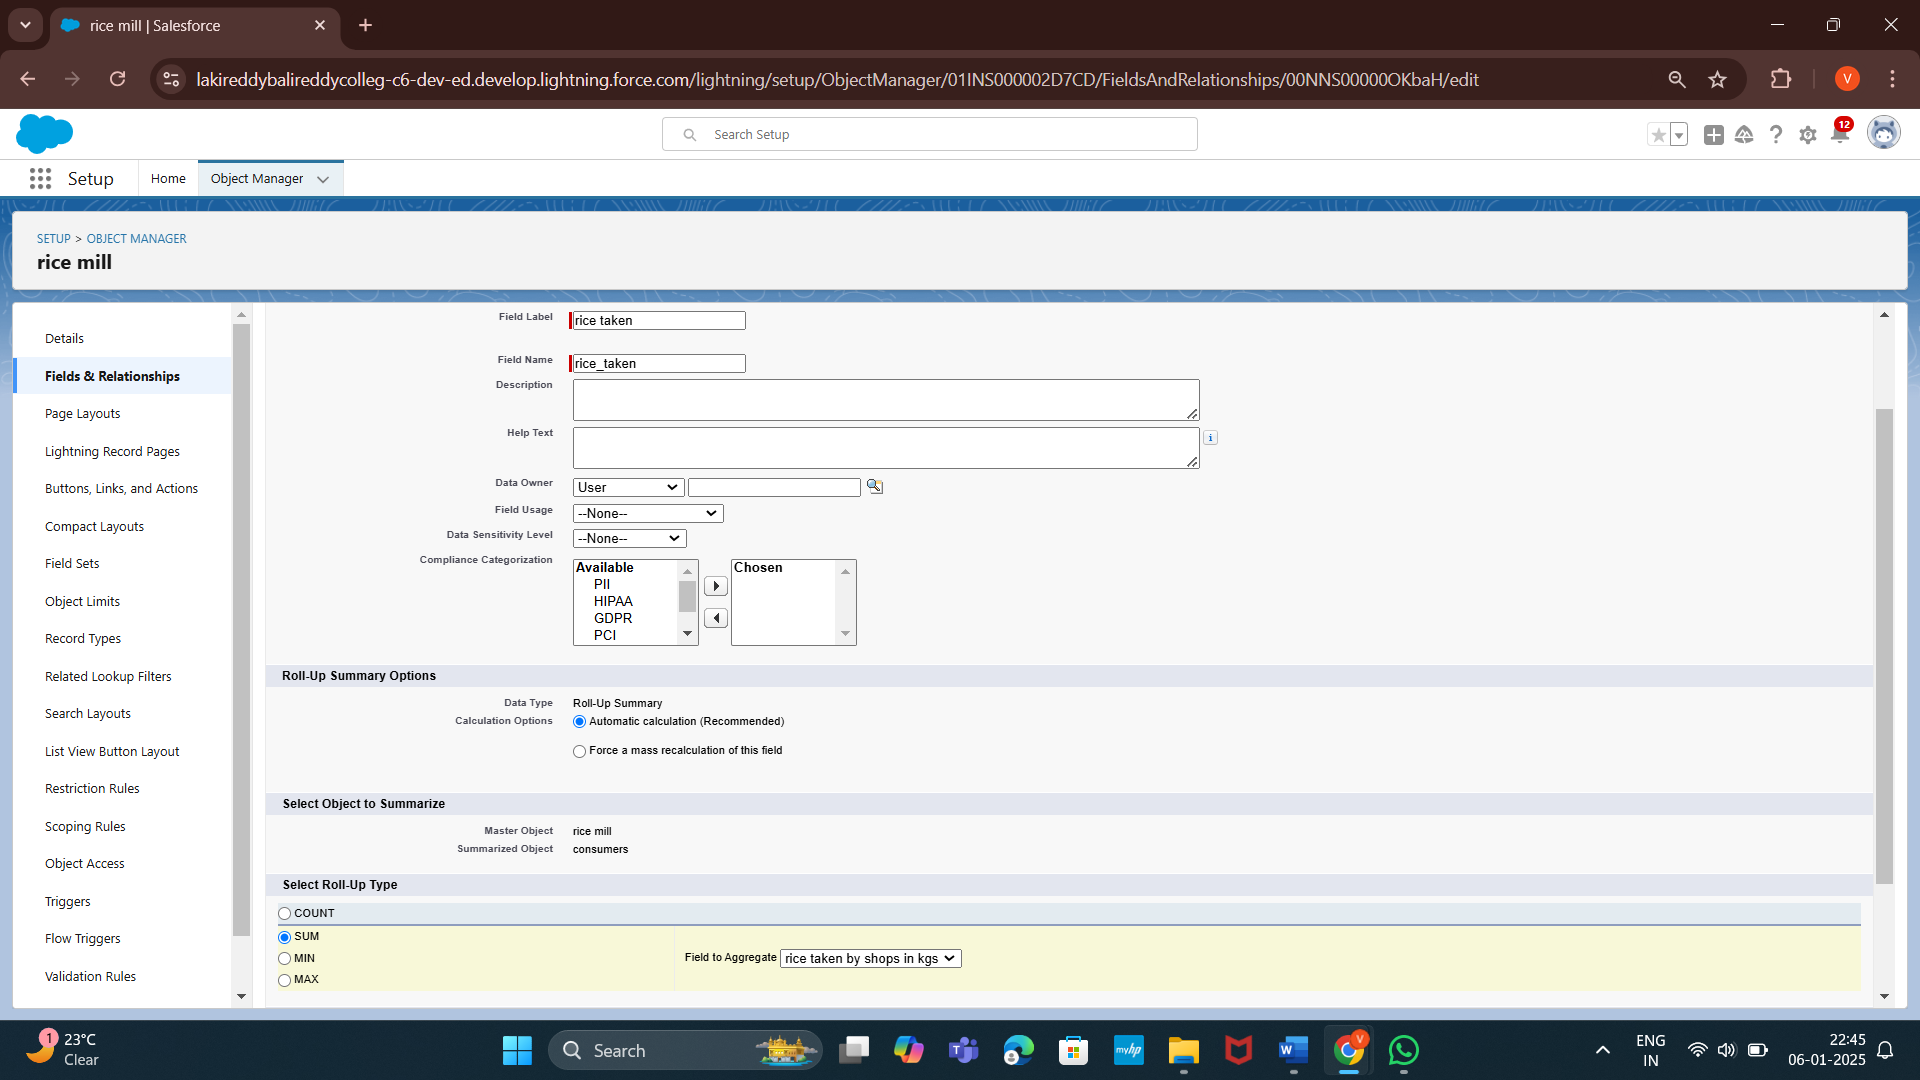 rice mill | Salesforce
lakireddybalireddycolleg-c6-dev-ed.develop.lightning.force.com/lightning/setup/ObjectManager/01INS000002D7CD/FieldsAndRelationships/00NNS00000OKbaH/edit
V
Search Setup
12
Setup
Home
Object Manager
SETUP > OBJECT MANAGER
rice mill
Details
Fields & Relationships
Page Layouts
Lightning Record Pages
Buttons, Links, and Actions
Compact Layouts
Field Sets
Object Limits
Record Types
Related Lookup Filters
Search Layouts
List View Button Layout
Restriction Rules
Scoping Rules
Object Access
Triggers
Flow Triggers
Validation Rules
Field Label rice taken
Field Name rice_taken
Description
Help Text
i
Data Owner User
Field Usage --None--
Data Sensitivity Level --None--
Compliance Categorization
Available
PII
HIPAA
GDPR
PCI
Chosen
Roll-Up Summary Options
Data Type Roll-Up Summary
Calculation Options Automatic calculation (Recommended)
Force a mass recalculation of this field
Select Object to Summarize
Master Object rice mill
Summarized Object consumers
Select Roll-Up Type
COUNT
SUM
MIN
MAX
Field to Aggregate rice taken by shops in kgs
1
23°C
Clear
Search
myhp
W
V
ENG
IN
22:45
06-01-2025